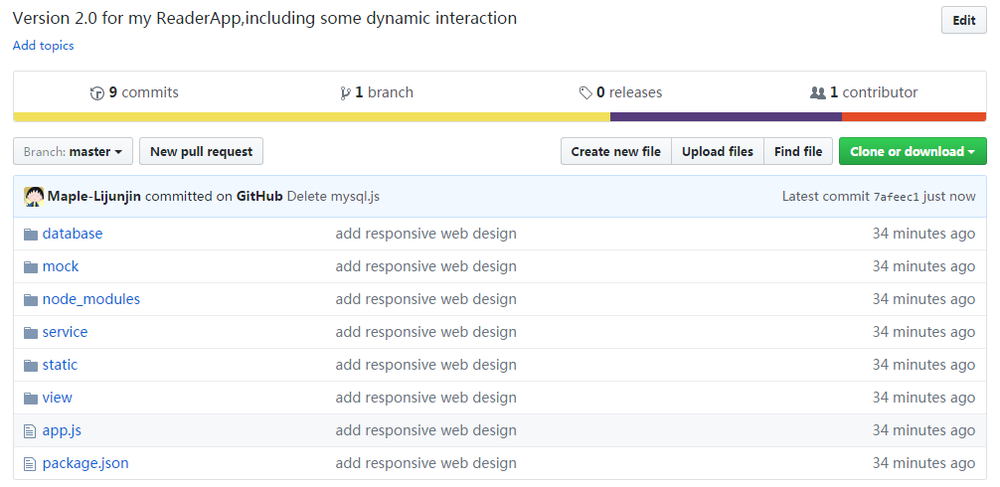 Version 2.0 for my ReaderApp,including some dynamic interaction
Edit
Add topics
9 commits 1 branch 0 releases 1 contributor
Branch: master New pull request Create new file Upload files Find file Clone or download
Maple-Lijunjin committed on GitHub Delete mysql.js Latest commit 7afeec1 just now
database add responsive web design 34 minutes ago
mock add responsive web design 34 minutes ago
node_modules add responsive web design 34 minutes ago
service add responsive web design 34 minutes ago
static add responsive web design 34 minutes ago
view add responsive web design 34 minutes ago
app.js add responsive web design 34 minutes ago
package.json add responsive web design 34 minutes ago